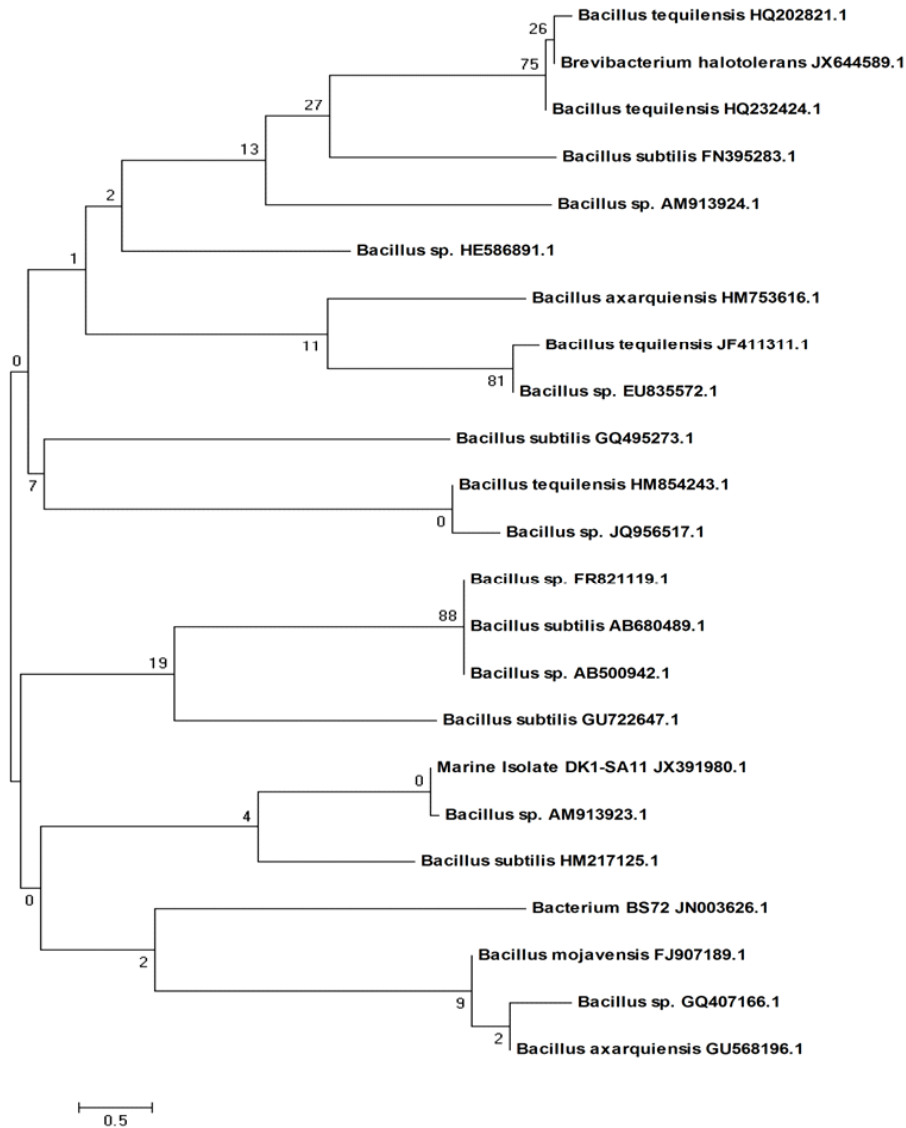 Bacillus tequilensis HQ202821.1
26
Brevibacterium halotolerans JX644589.1
75
27
Bacillus tequilensis HQ232424.1
13
Bacillus subtilis FN395283.1
2
Bacillus sp. AM913924.1
1
Bacillus sp. HE586891.1
Bacillus axarquiensis HM753616.1
11
Bacillus tequilensis JF411311.1
0
81
Bacillus sp. EU835572.1
Bacillus subtilis GQ495273.1
7
Bacillus tequilensis HM854243.1
0
Bacillus sp. JQ956517.1
Bacillus sp. FR821119.1
88
Bacillus subtilis AB680489.1
19
Bacillus sp. AB500942.1
Bacillus subtilis GU722647.1
Marine Isolate DK1-SA11 JX391980.1
0
4
Bacillus sp. AM913923.1
Bacillus subtilis HM217125.1
0
Bacterium BS72 JN003626.1
2
Bacillus mojavensis FJ907189.1
9
Bacillus sp. GQ407166.1
2
Bacillus axarquiensis GU568196.1
0.5